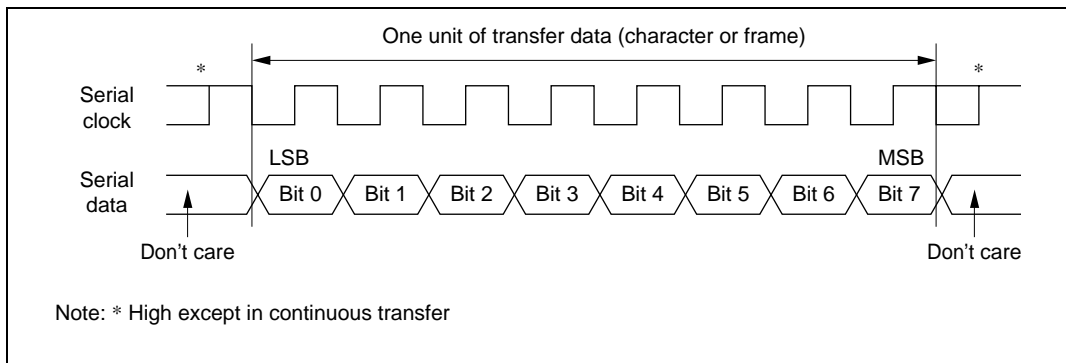 One unit of transfer data (character or frame)
* *
Serial
clock
LSB MSB
Serial
data
Bit 0 Bit 1 Bit 2 Bit 3 Bit 4 Bit 5 Bit 6 Bit 7
Don't care Don't care
Note: * High except in continuous transfer